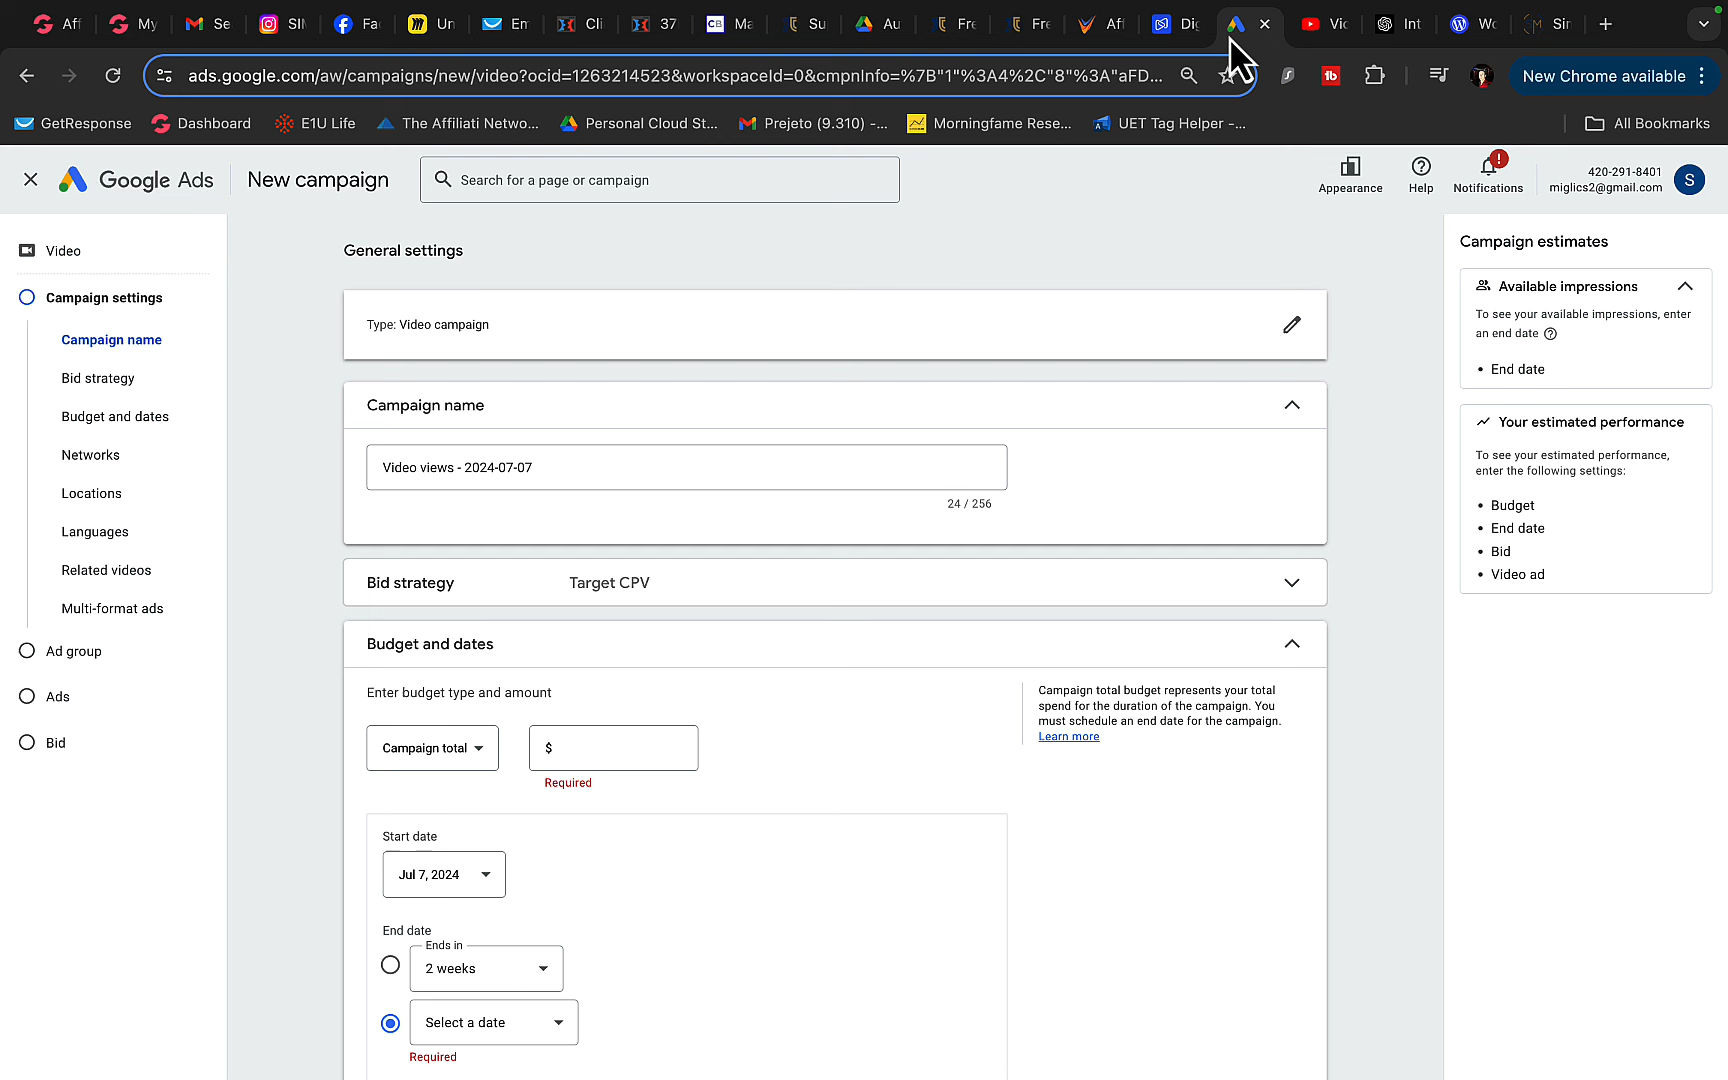 Aff
My
Se
SIM
Fa
Un
Em
Cli
37
CB
Ma
Su
Au
Fre
Fre
Aff
Dig
Vid
Int
Wo
Sin
ads.google.com/aw/campaigns/new/video?ocid=1263214523&workspaceId=0&cmpnInfo=%7B"1"%3A4%2C"8"%3A"aFD...
New Chrome available
GetResponse
Dashboard
E1U Life
The Affiliati Netwo...
Personal Cloud St...
Prejeto (9.310) -...
Morningfame Rese...
UET Tag Helper -...
All Bookmarks
Google Ads
New campaign
Search for a page or campaign
Appearance
Help
Notifications
420-291-8401
miglics2@gmail.com
S
Video
Campaign settings
Campaign name
Bid strategy
Budget and dates
Networks
Locations
Languages
Related videos
Multi-format ads
Ad group
Ads
Bid
General settings
Type: Video campaign
Campaign name
Video views - 2024-07-07
24 / 256
Bid strategy
Target CPV
Budget and dates
Enter budget type and amount
Campaign total
$
Required
Campaign total budget represents your total
spend for the duration of the campaign. You
must schedule an end date for the campaign.
Learn more
Start date
Jul 7, 2024
End date
Ends in
2 weeks
Select a date
Required
Campaign estimates
Available impressions
To see your available impressions, enter
an end date
• End date
Your estimated performance
To see your estimated performance,
enter the following settings:
• Budget
• End date
• Bid
• Video ad